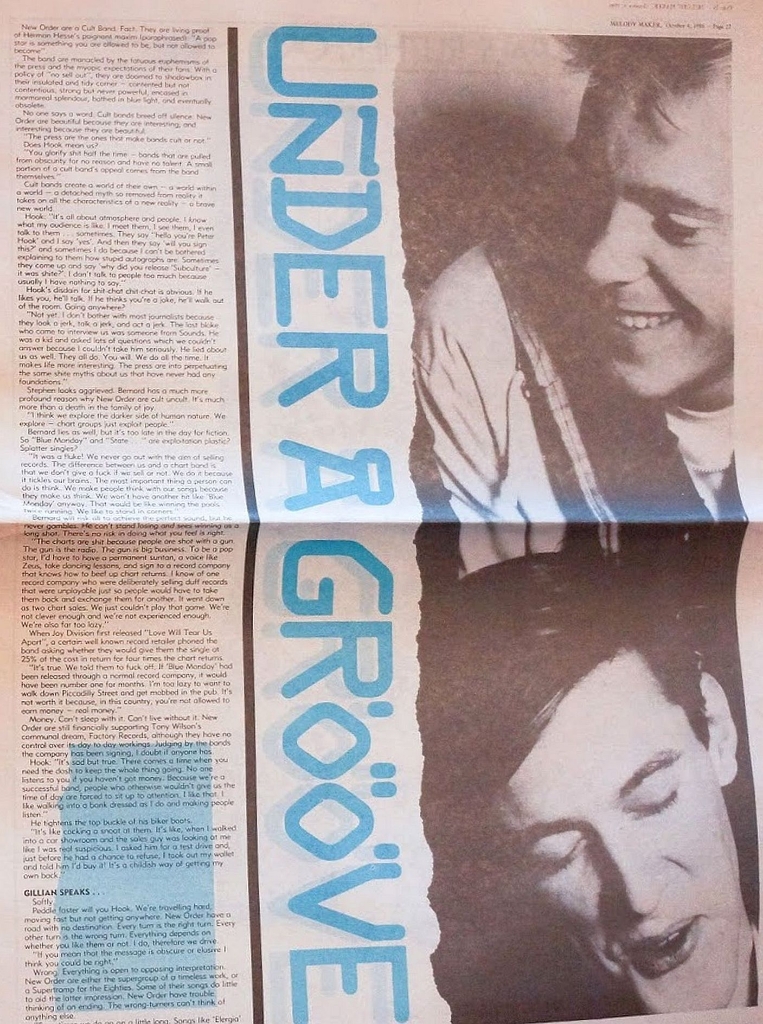 MELODY MAKER, October 4, 1986 — Page 27
New Order are a Cult Band. Fact. They are living proof
of Herman Hesse's poignant maxim (paraphrased): "A pop
star is something you are allowed to be, but not allowed to
become"
The band are manacled by the fatuous euphemisms of
the press and the myopic expectations of their fans. With a
policy of "no sell out", they are doomed to shadowbox in
their insulated and tidy corner — contented but not
contentious, strong but never powerful, encased in
marmoreal splendour, bathed in blue light, and eventually
obsolete.
No one says a word. Cult bands breed off silence. New
Order are beautiful because they are interesting, and
interesting because they are beautiful.
"The press are the ones that make bands cult or not."
Does Hook mean us?
"You glorify shit half the time — bands that are pulled
from obscurity for no reason and have no talent. A small
portion of a cult band's appeal comes from the band
themselves."
Cult bands create a world of their own — a world within
a world — a detached myth so removed from reality it
takes on all the characteristics of a new reality — a brave
new world.
Hook: "It's all about atmosphere and people. I know
what my audience is like. I meet them, I see them, I even
talk to them . . . sometimes. They say 'hello you're Peter
Hook' and I say 'yes'. And then they say 'will you sign
this?' and sometimes I do because I can't be bothered
explaining to them how stupid autographs are. Sometimes
they come up and say 'why did you release 'Subculture' —
it was shite?'. I don't talk to people too much because
usually I have nothing to say."
Hook's disdain for shit-chat chit-chat is obvious. If he
likes you, he'll talk. If he thinks you're a joke, he'll walk out
of the room. Going anywhere?
"Not yet. I don't bother with most journalists because
they look a jerk, talk a jerk, and act a jerk. The last bloke
who came to interview us was someone from Sounds. He
was a kid and asked lots of questions which we couldn't
answer because I couldn't take him seriously. He lied about
us as well. They all do. You will. We do all the time. It
makes life more interesting. The press are into perpetuating
the same shite myths about us that have never had any
foundations."
Stephen looks aggrieved. Bernard has a much more
profound reason why New Order are cult uncult. It's much
more than a death in the family of joy.
"I think we explore the darker side of human nature. We
explore — chart groups just exploit people."
Bernard lies as well, but it's too late in the day for fiction.
So "Blue Monday" and "State . . ." are exploitation plastic?
Splatter singles?
"It was a fluke! We never go out with the aim of selling
records. The difference between us and a chart band is
that we don't give a fuck if we sell or not. We do it because
it tickles our brains. The most important thing a person can
do is think. We make people think with our songs because
they make us think. We won't have another hit like 'Blue
Monday' anyway. That would be like winning the pools
twice running. We like to stand in corners."
Bernard will risk all to achieve the perfect sound, but he
never gambles. He can't stand losing and sees winning as a
long shot. There's no risk in doing what you feel is right.
"The charts are shit because people are shot with a gun.
The gun is the radio. The gun is big business. To be a pop
star, I'd have to have a permanent suntan, a voice like
Zeus, take dancing lessons, and sign to a record company
that knows how to beef up chart returns. I know of one
record company who were deliberately selling duff records
that were unplayable just so people would have to take
them back and exchange them for another. It went down
as two chart sales. We just couldn't play that game. We're
not clever enough and we're not experienced enough.
We're also far too lazy."
When Joy Division first released "Love Will Tear Us
Apart", a certain well known record retailer phoned the
band asking whether they would give them the single at
25% of the cost in return for four times the chart returns.
"It's true. We told them to fuck off. If 'Blue Monday' had
been released through a normal record company, it would
have been number one for months. I'm too lazy to want to
walk down Piccadilly Street and get mobbed in the pub. It's
not worth it because, in this country, you're not allowed to
earn money — real money."
Money. Can't sleep with it. Can't live without it. New
Order are still financially supporting Tony Wilson's
communal dream, Factory Records, although they have no
control over its day to day workings. Judging by the bands
the company has been signing, I doubt if anyone has.
Hook: "It's sad but true. There comes a time when you
need the dosh to keep the whole thing going. No one
listens to you if you haven't got money. Because we're a
successful band, people who otherwise wouldn't give us the
time of day are forced to sit up to attention. I like that. I
like walking into a bank dressed as I do and making people
listen."
He tightens the top buckle of his biker boots.
"It's like cocking a snoot at them. It's like, when I walked
into a car showroom and the sales guy was looking at me
like I was real suspicious. I asked him for a test drive and,
just before he had a chance to refuse, I took out my wallet
and told him I'd buy it! It's a childish way of getting my
own back."
GILLIAN SPEAKS . . .
Softly.
Peddle faster will you Hook. We're travelling hard,
moving fast but not getting anywhere. New Order have a
road with no destination. Every turn is the right turn. Every
other turn is the wrong turn. Everything depends on
whether you like them or not. I do, therefore we drive.
"If you mean that the message is obscure or elusive I
think you could be right."
Wrong. Everything is open to opposing interpretation.
New Order are either the supergroup of a timeless work, or
a Supertramp for the Eighties. Some of their songs do little
to aid the latter impression. New Order have trouble
thinking of an ending. The wrong-turners can't think of
anything else.
go on a little long. Songs like 'Elergia'
UÑDER Å GRÖÖVE